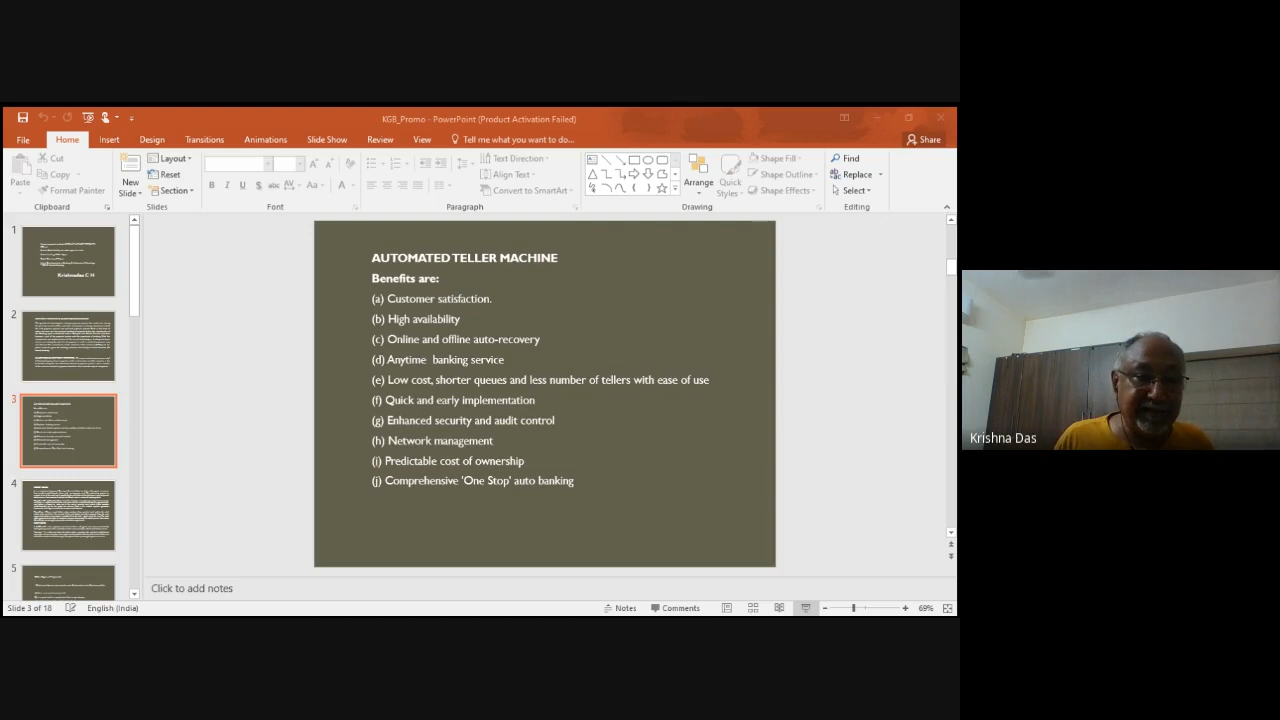 KGB_Promo - PowerPoint (Product Activation Failed)
File Home Insert Design Transitions Animations Slide Show Review View Tell me what you want to do... Share
Paste
Cut
Copy
Format Painter
Clipboard
New Slide
Layout
Reset
Section
Slides
Font
Text Direction
Align Text
Convert to SmartArt
Paragraph
Arrange
Quick Styles
Shape Fill
Shape Outline
Shape Effects
Drawing
Find
Replace
Select
Editing
1
Krishnadas C H
2
3
4
5
AUTOMATED TELLER MACHINE
Benefits are:
(a) Customer satisfaction.
(b) High availability
(c) Online and offline auto-recovery
(d) Anytime banking service
(e) Low cost, shorter queues and less number of tellers with ease of use
(f) Quick and early implementation
(g) Enhanced security and audit control
(h) Network management
(i) Predictable cost of ownership
(j) Comprehensive 'One Stop' auto banking
Click to add notes
Slide 3 of 18 English (India) Notes Comments 69%
Krishna Das